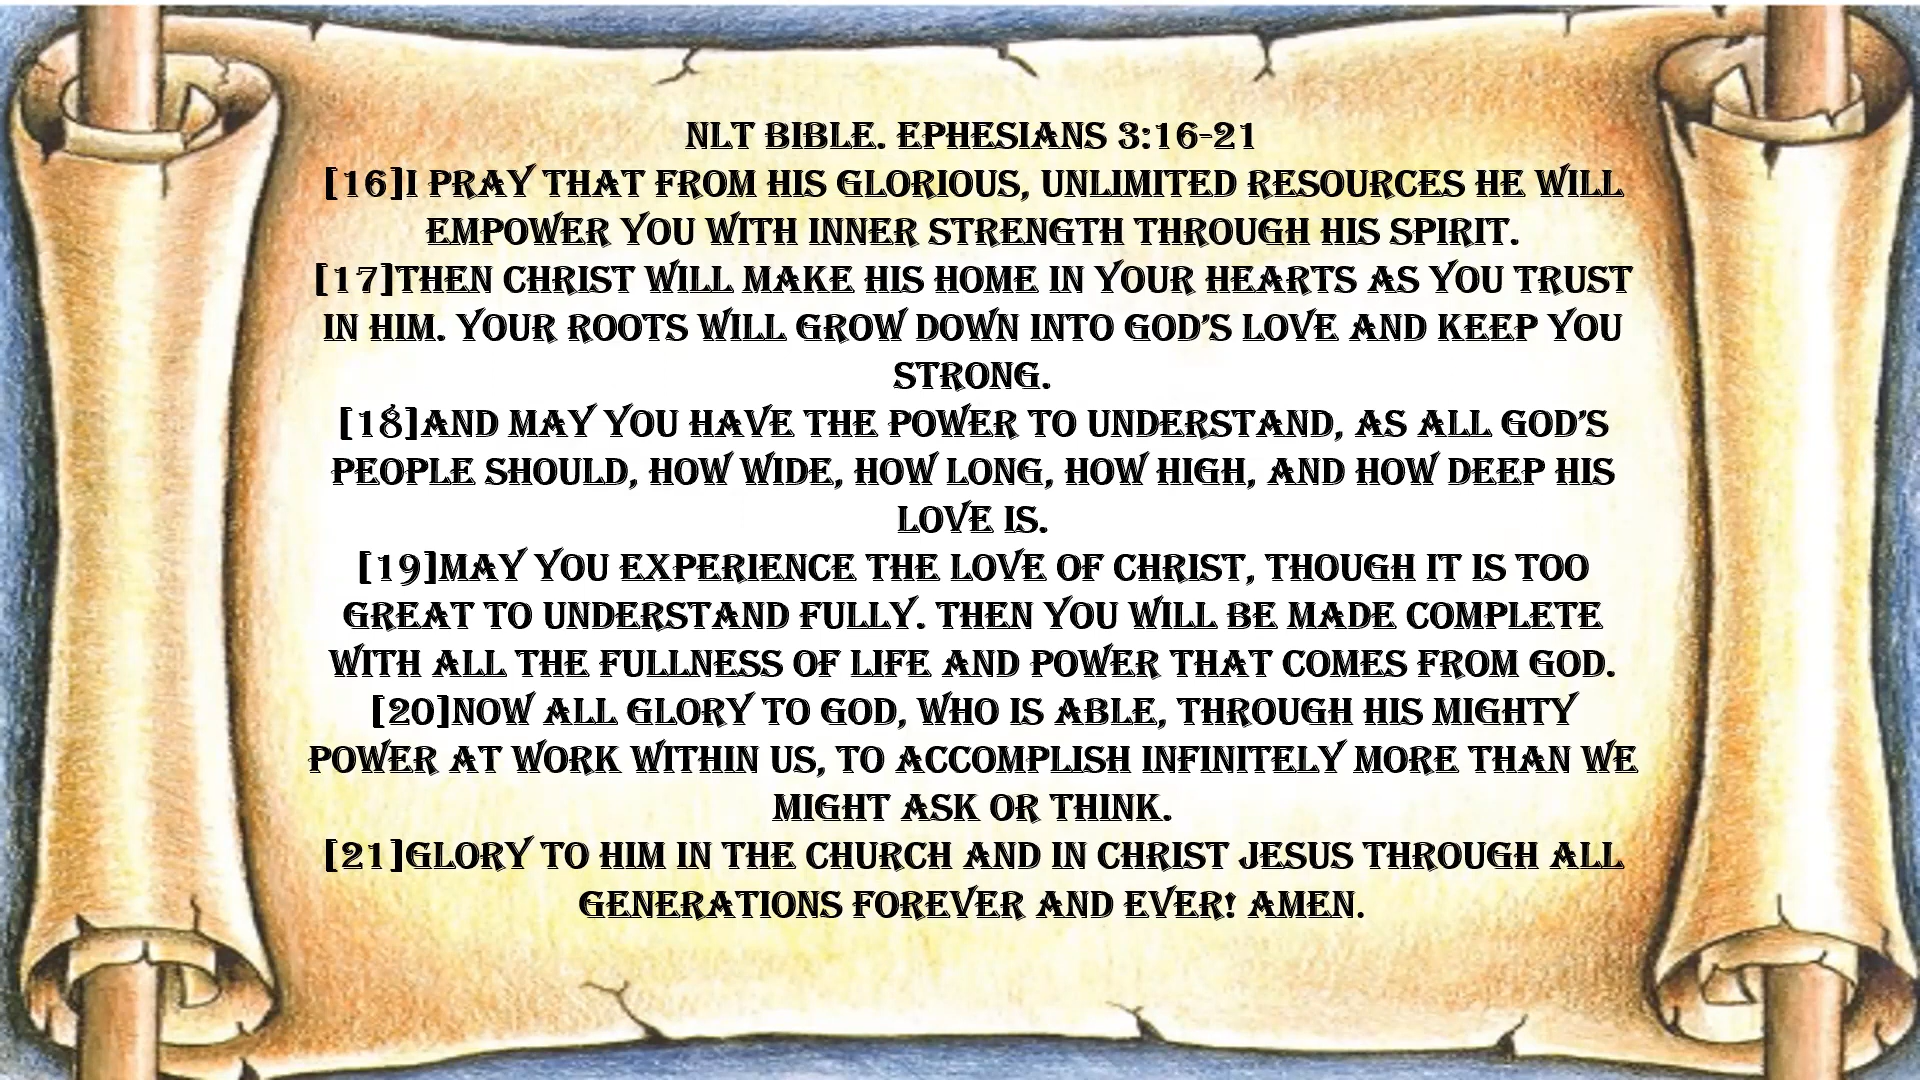 NLT BIBLE. EPHESIANS 3:16-21
[16]I PRAY THAT FROM HIS GLORIOUS, UNLIMITED RESOURCES HE WILL
EMPOWER YOU WITH INNER STRENGTH THROUGH HIS SPIRIT.
[17]THEN CHRIST WILL MAKE HIS HOME IN YOUR HEARTS AS YOU TRUST
IN HIM. YOUR ROOTS WILL GROW DOWN INTO GOD’S LOVE AND KEEP YOU
STRONG.
[18]AND MAY YOU HAVE THE POWER TO UNDERSTAND, AS ALL GOD’S
PEOPLE SHOULD, HOW WIDE, HOW LONG, HOW HIGH, AND HOW DEEP HIS
LOVE IS.
[19]MAY YOU EXPERIENCE THE LOVE OF CHRIST, THOUGH IT IS TOO
GREAT TO UNDERSTAND FULLY. THEN YOU WILL BE MADE COMPLETE
WITH ALL THE FULLNESS OF LIFE AND POWER THAT COMES FROM GOD.
[20]NOW ALL GLORY TO GOD, WHO IS ABLE, THROUGH HIS MIGHTY
POWER AT WORK WITHIN US, TO ACCOMPLISH INFINITELY MORE THAN WE
MIGHT ASK OR THINK.
[21]GLORY TO HIM IN THE CHURCH AND IN CHRIST JESUS THROUGH ALL
GENERATIONS FOREVER AND EVER! AMEN.